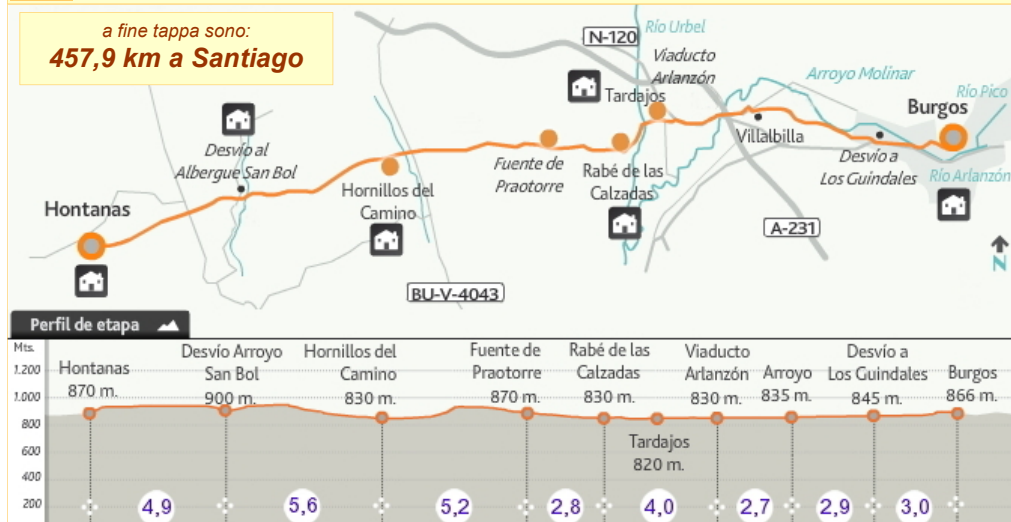 a fine tappa sono:
457,9 km a Santiago
N-120
Río Urbel
Viaducto
Arlanzón
Tardajos
Arroyo Molinar
Río Pico
Burgos
Villalbilla
Desvío a
Los Guindales
Río Arlanzón
Desvío al
Albergue San Bol
Fuente de
Praotorre
Rabé de las
Calzadas
Hornillos del
Camino
Hontanas
A-231
N
BU-V-4043
Perfil de etapa
Mts.
1.200
1.000
800
600
400
200
Hontanas
870 m.
Desvío Arroyo
San Bol
900 m.
Hornillos del
Camino
830 m.
Fuente de
Praotorre
870 m.
Rabé de las
Calzadas
830 m.
Tardajos
820 m.
Viaducto
Arlanzón
830 m.
Arroyo
835 m.
Desvío a
Los Guindales
845 m.
Burgos
866 m.
4,9
5,6
5,2
2,8
4,0
2,7
2,9
3,0